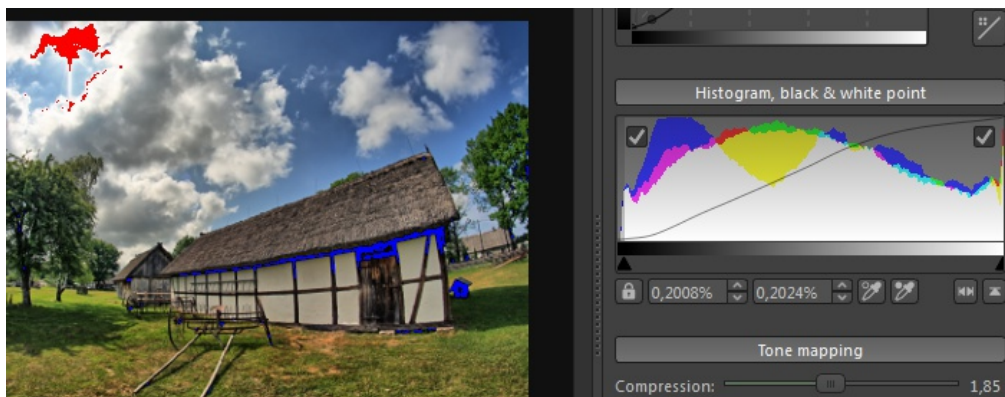 Histogram, black & white point
0,2008% 0,2024%
Tone mapping
Compression: 1,85